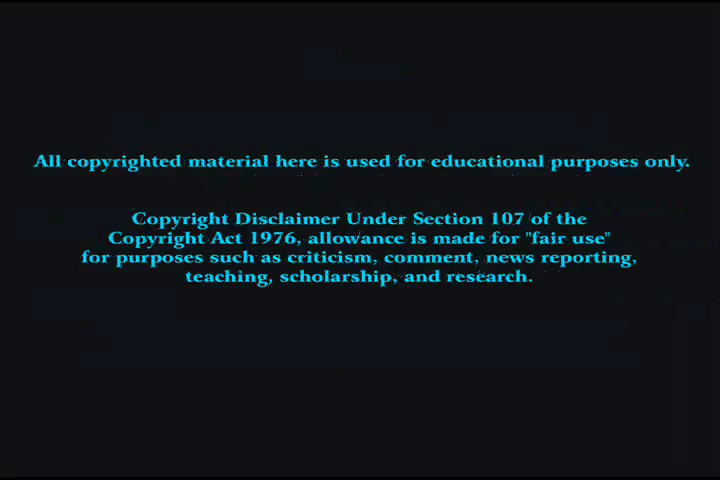 All copyrighted material here is used for educational purposes only.
Copyright Disclaimer Under Section 107 of the
Copyright Act 1976, allowance is made for "fair use"
for purposes such as criticism, comment, news reporting,
teaching, scholarship, and research.